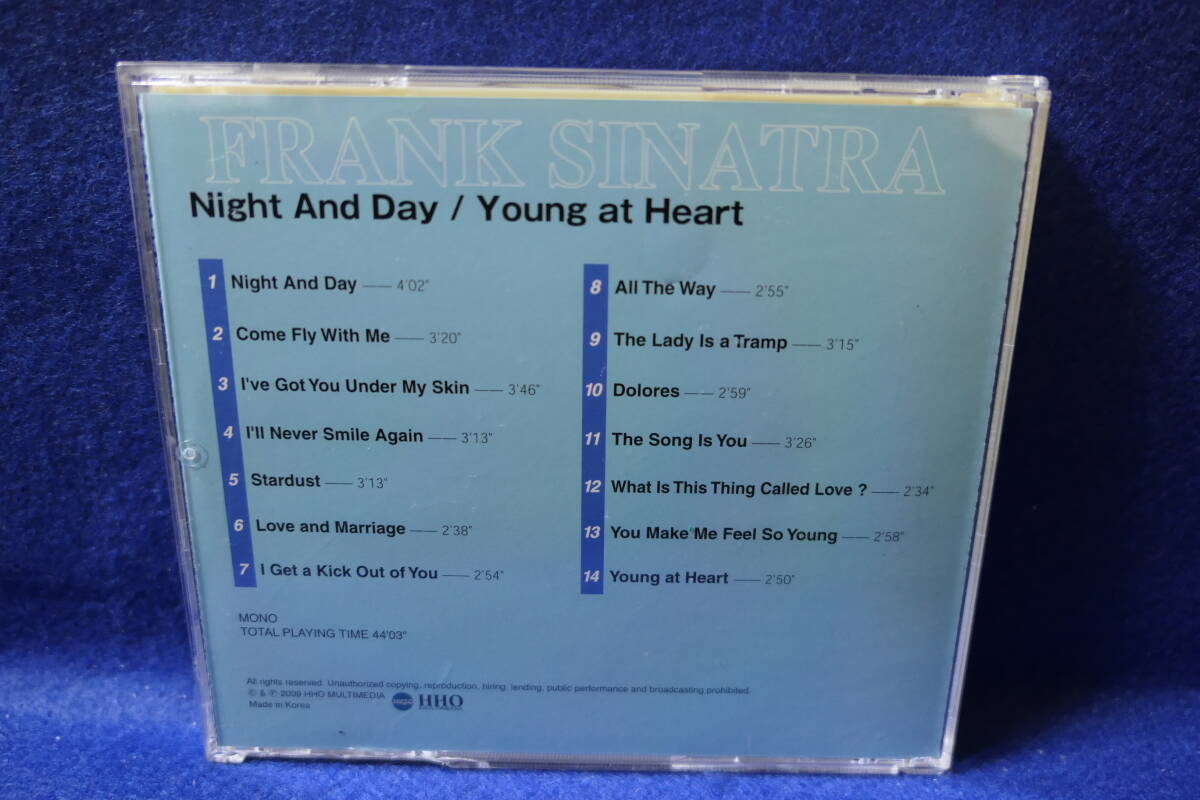 FRANK SINATRA
Night And Day / Young at Heart
1 Night And Day —— 4'02"
2 Come Fly With Me —— 3'20"
3 I've Got You Under My Skin —— 3'46"
4 I'll Never Smile Again —— 3'13"
5 Stardust —— 3'13"
6 Love and Marriage —— 2'38"
7 I Get a Kick Out of You —— 2'54"
8 All The Way —— 2'55"
9 The Lady Is a Tramp —— 3'15"
10 Dolores —— 2'59"
11 The Song Is You —— 3'26"
12 What Is This Thing Called Love ? —— 2'34"
13 You Make Me Feel So Young —— 2'58"
14 Young at Heart —— 2'50"
MONO
TOTAL PLAYING TIME 44'03"
All rights reserved. Unauthorized copying, reproduction, hiring, lending, public performance and broadcasting prohibited.
© & ℗ 2009 HHO MULTIMEDIA
Made in Korea
HHO